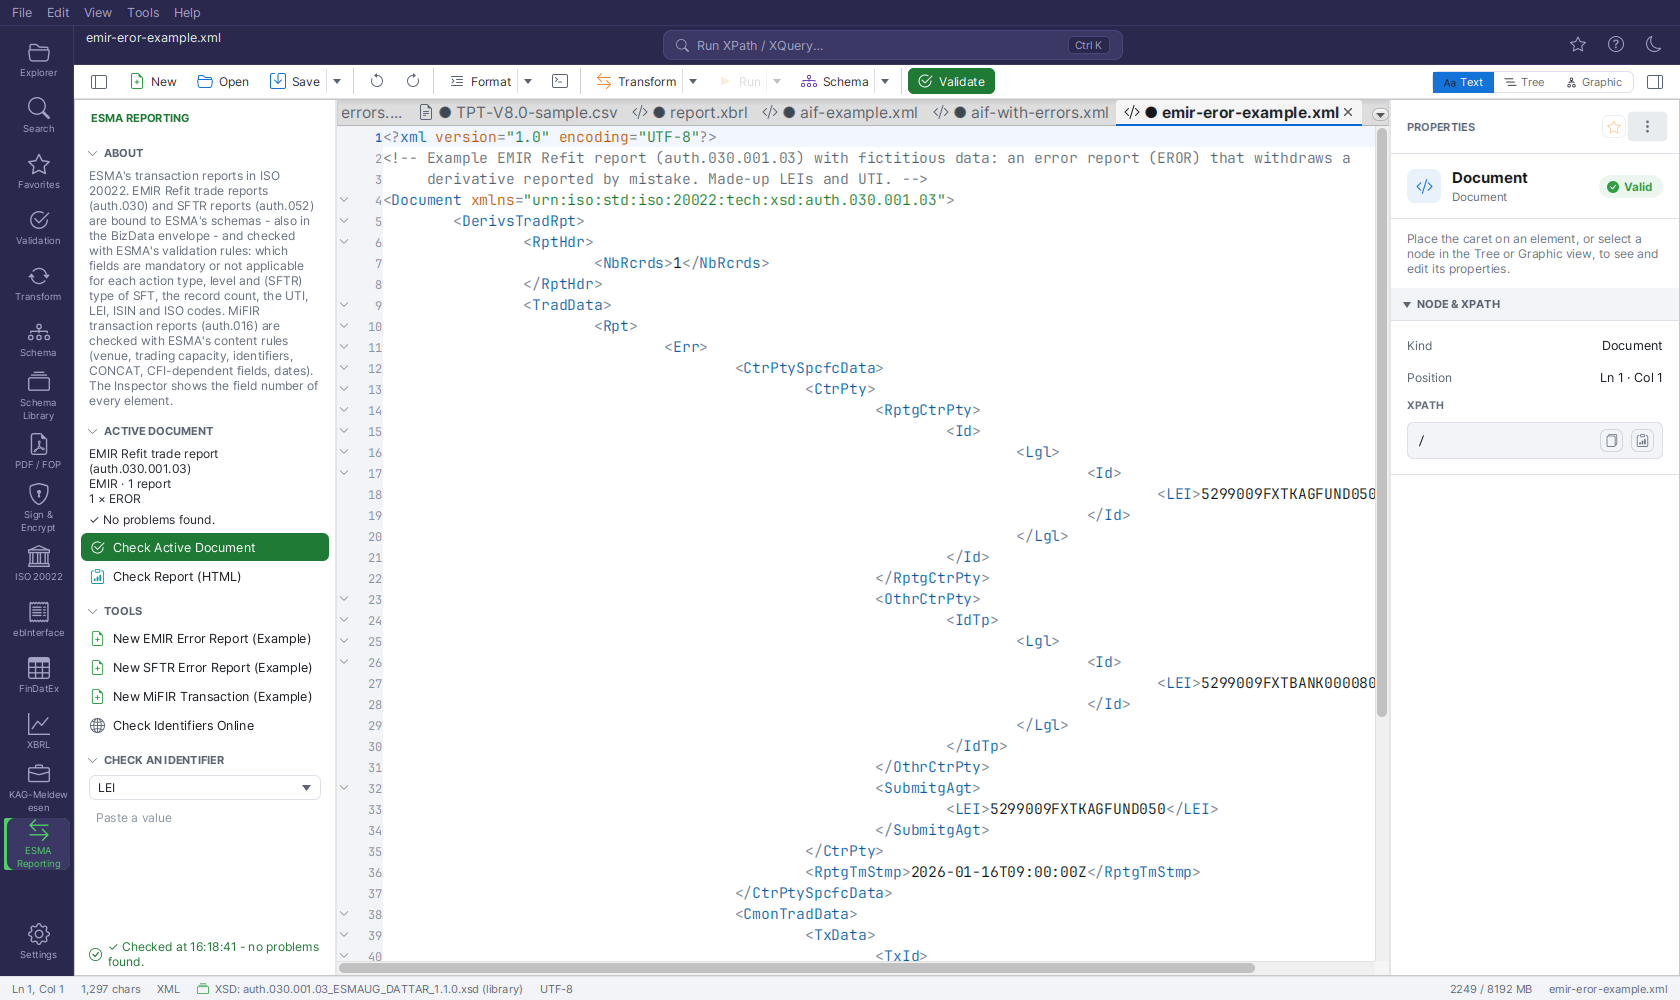 File Edit View Tools Help
emir-eror-example.xml
Run XPath / XQuery... Ctrl K
New Open Save Format Transform Run Schema Validate
Aa Text Tree Graphic
Explorer
Search
Favorites
Validation
Transform
Schema
Schema
Library
PDF / FOP
Sign &
Encrypt
ISO 20022
ebInterface
FinDatEx
XBRL
KAG-Meldew
esen
ESMA
Reporting
Settings
ESMA REPORTING
ABOUT
ESMA's transaction reports in ISO
20022. EMIR Refit trade reports
(auth.030) and SFTR reports (auth.052)
are bound to ESMA's schemas - also in
the BizData envelope - and checked
with ESMA's validation rules: which
fields are mandatory or not applicable
for each action type, level and (SFTR)
type of SFT, the record count, the UTI,
LEI, ISIN and ISO codes. MiFIR
transaction reports (auth.016) are
checked with ESMA's content rules
(venue, trading capacity, identifiers,
CONCAT, CFI-dependent fields, dates).
The Inspector shows the field number of
every element.
ACTIVE DOCUMENT
EMIR Refit trade report
(auth.030.001.03)
EMIR · 1 report
1 × EROR
✓ No problems found.
Check Active Document
Check Report (HTML)
TOOLS
New EMIR Error Report (Example)
New SFTR Error Report (Example)
New MiFIR Transaction (Example)
Check Identifiers Online
CHECK AN IDENTIFIER
LEI
Paste a value
✓ Checked at 16:18:41 - no problems
found.
errors.... TPT-V8.0-sample.csv report.xbrl aif-example.xml aif-with-errors.xml emir-eror-example.xml
1 <?xml version="1.0" encoding="UTF-8"?>
2 <!-- Example EMIR Refit report (auth.030.001.03) with fictitious data: an error report (EROR) that withdraws a
3 derivative reported by mistake. Made-up LEIs and UTI. -->
4 <Document xmlns="urn:iso:std:iso:20022:tech:xsd:auth.030.001.03">
5 <DerivsTradRpt>
6 <RptHdr>
7 <NbRcrds>1</NbRcrds>
8 </RptHdr>
9 <TradData>
10 <Rpt>
11 <Err>
12 <CtrPtySpcfcData>
13 <CtrPty>
14 <RptgCtrPty>
15 <Id>
16 <Lgl>
17 <Id>
18 <LEI>5299009FXTKAGFUND050
19 </Id>
20 </Lgl>
21 </Id>
22 </RptgCtrPty>
23 <OthrCtrPty>
24 <IdTp>
25 <Lgl>
26 <Id>
27 <LEI>5299009FXTBANK000080
28 </Id>
29 </Lgl>
30 </IdTp>
31 </OthrCtrPty>
32 <SubmitgAgt>
33 <LEI>5299009FXTKAGFUND050</LEI>
34 </SubmitgAgt>
35 </CtrPty>
36 <RptgTmStmp>2026-01-16T09:00:00Z</RptgTmStmp>
37 </CtrPtySpcfcData>
38 <CmonTradData>
39 <TxData>
40 <TxId>
PROPERTIES
Document
Document
Valid
Place the caret on an element, or select a
node in the Tree or Graphic view, to see and
edit its properties.
NODE & XPATH
Kind Document
Position Ln 1 · Col 1
XPATH
/
Ln 1, Col 1 1,297 chars XML XSD: auth.030.001.03_ESMAUG_DATTAR_1.1.0.xsd (library) UTF-8 2249 / 8192 MB emir-eror-example.xml